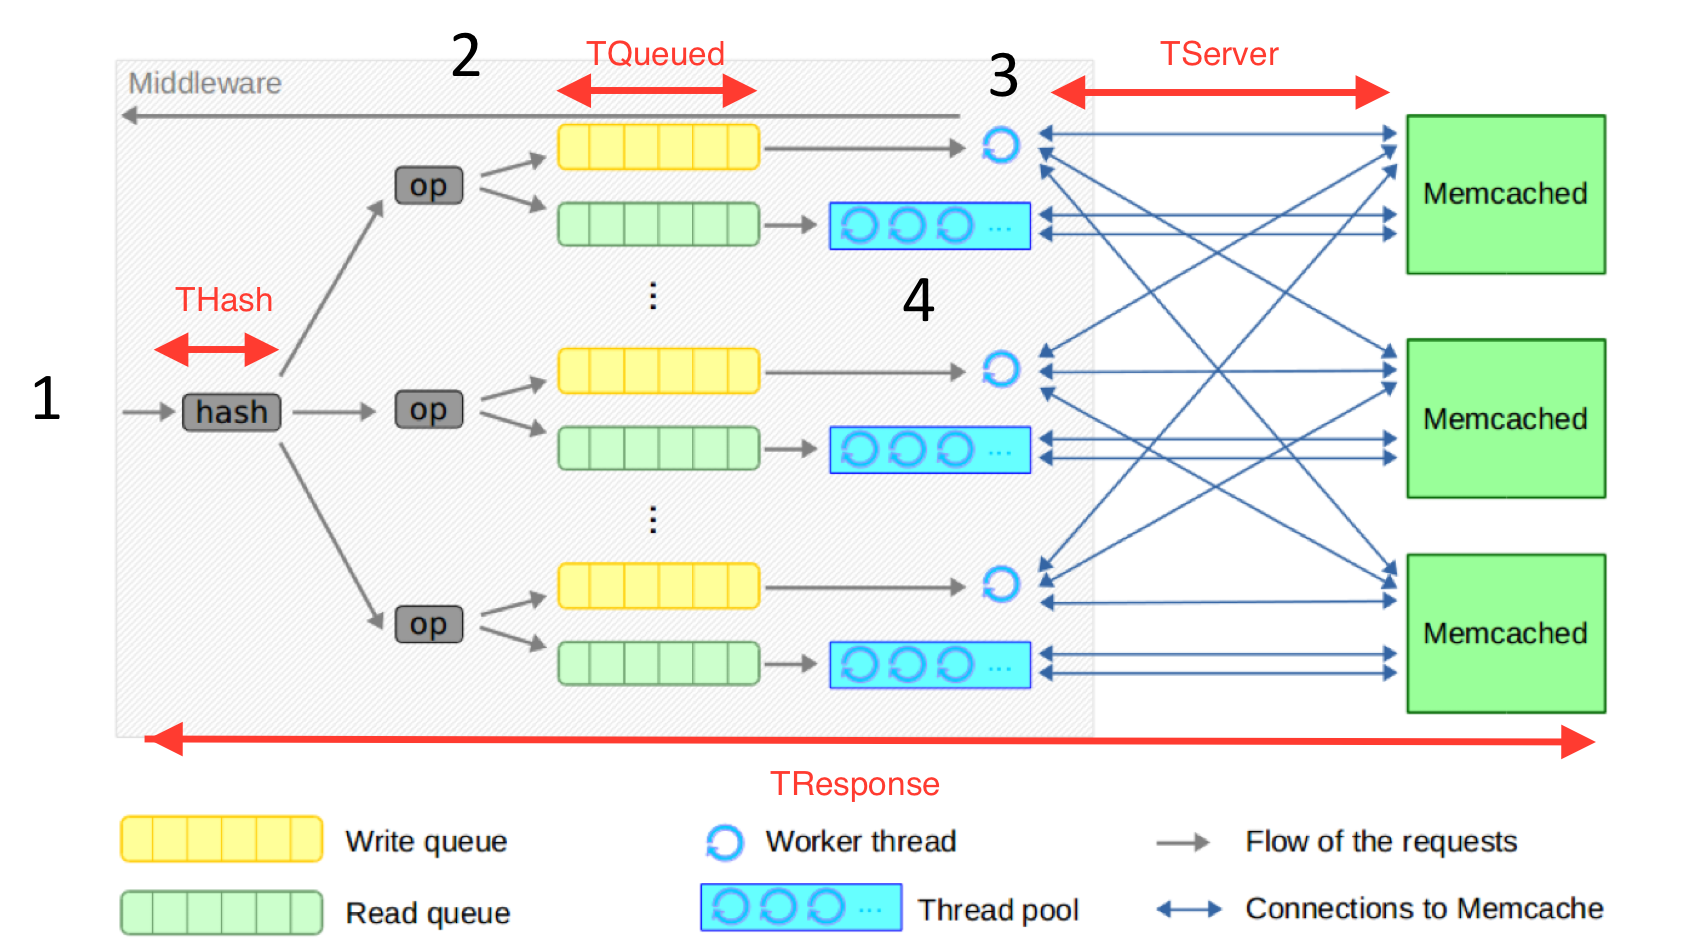 2
TQueued
3
TServer
Middleware
op
Memcached
4
THash
1
hash
op
Memcached
op
Memcached
TResponse
Write queue
Worker thread
Flow of the requests
Read queue
Thread pool
Connections to Memcache